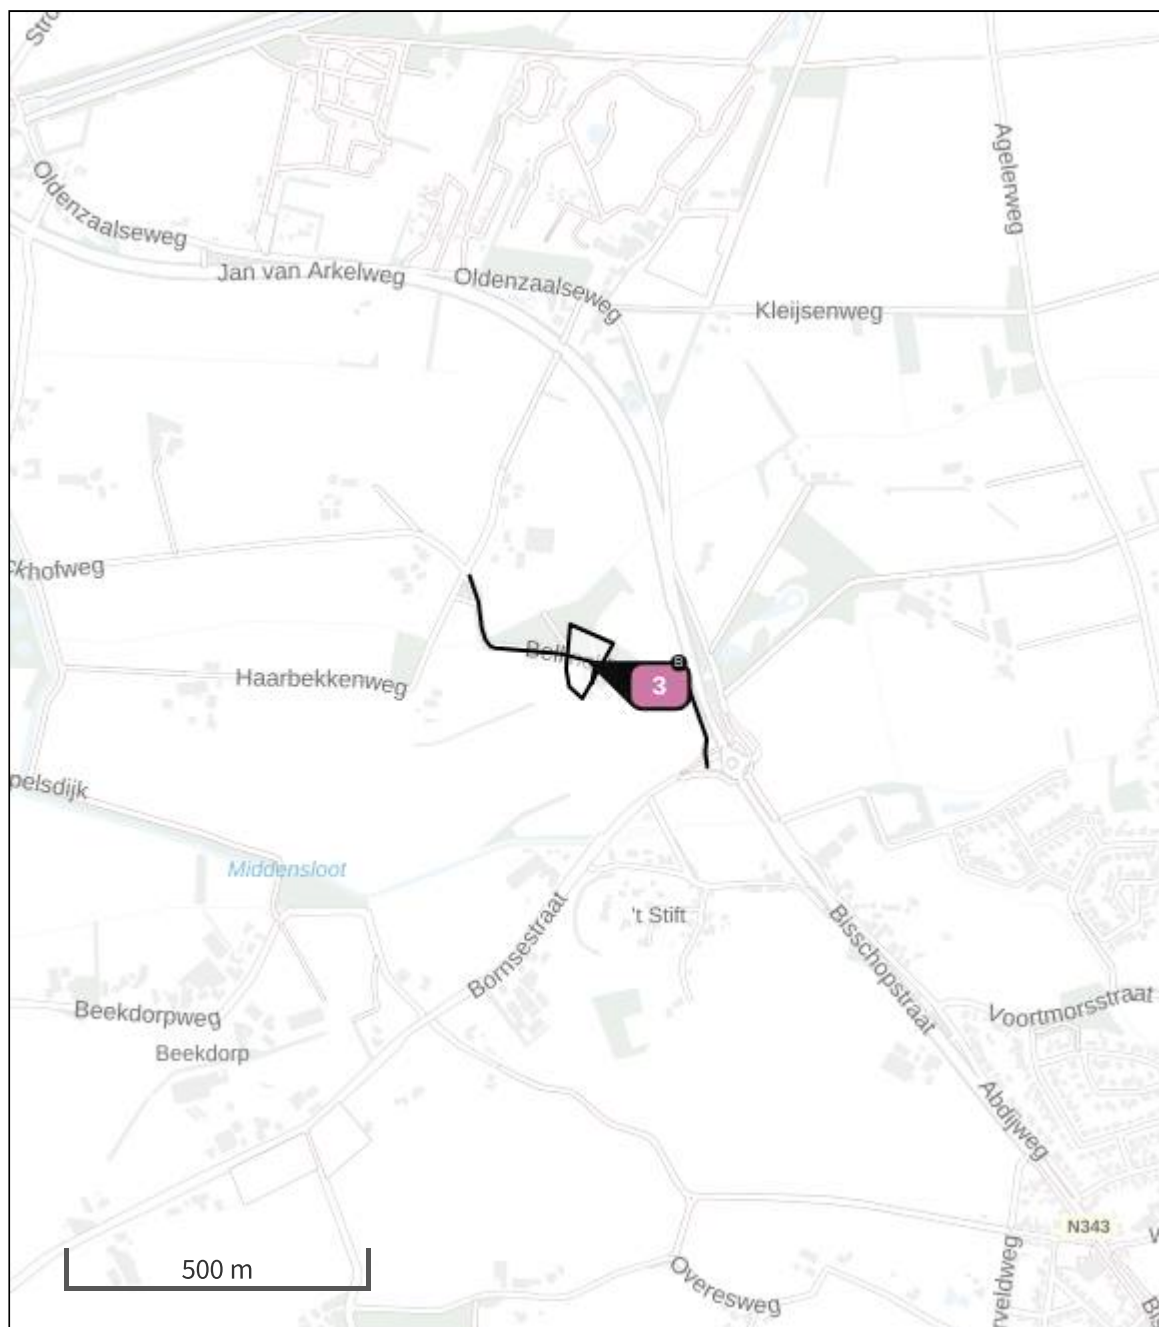 Agelerweg
Oldenzaalseweg
Jan van Arkelweg
Oldenzaalseweg
Kleijsenweg
Haarbekkenweg
3
Middensloot
't Stift
Bornsestraat
Bisschopstraat
Beekdorpweg
Beekdorp
Voortmorsstraat
Abdijweg
N343
500 m
Overesweg